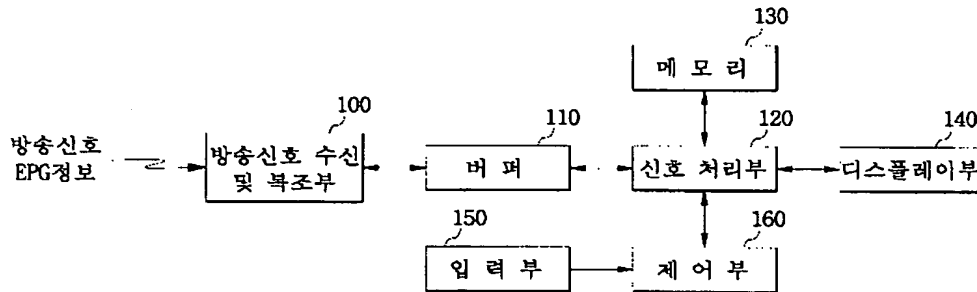 130
메 모 리
100
110
120
140
방송신호
EPG정보
방송신호 수신
및 복조부
버 퍼
신호 처리부
디스플레이부
150
160
입 력 부
제 어 부